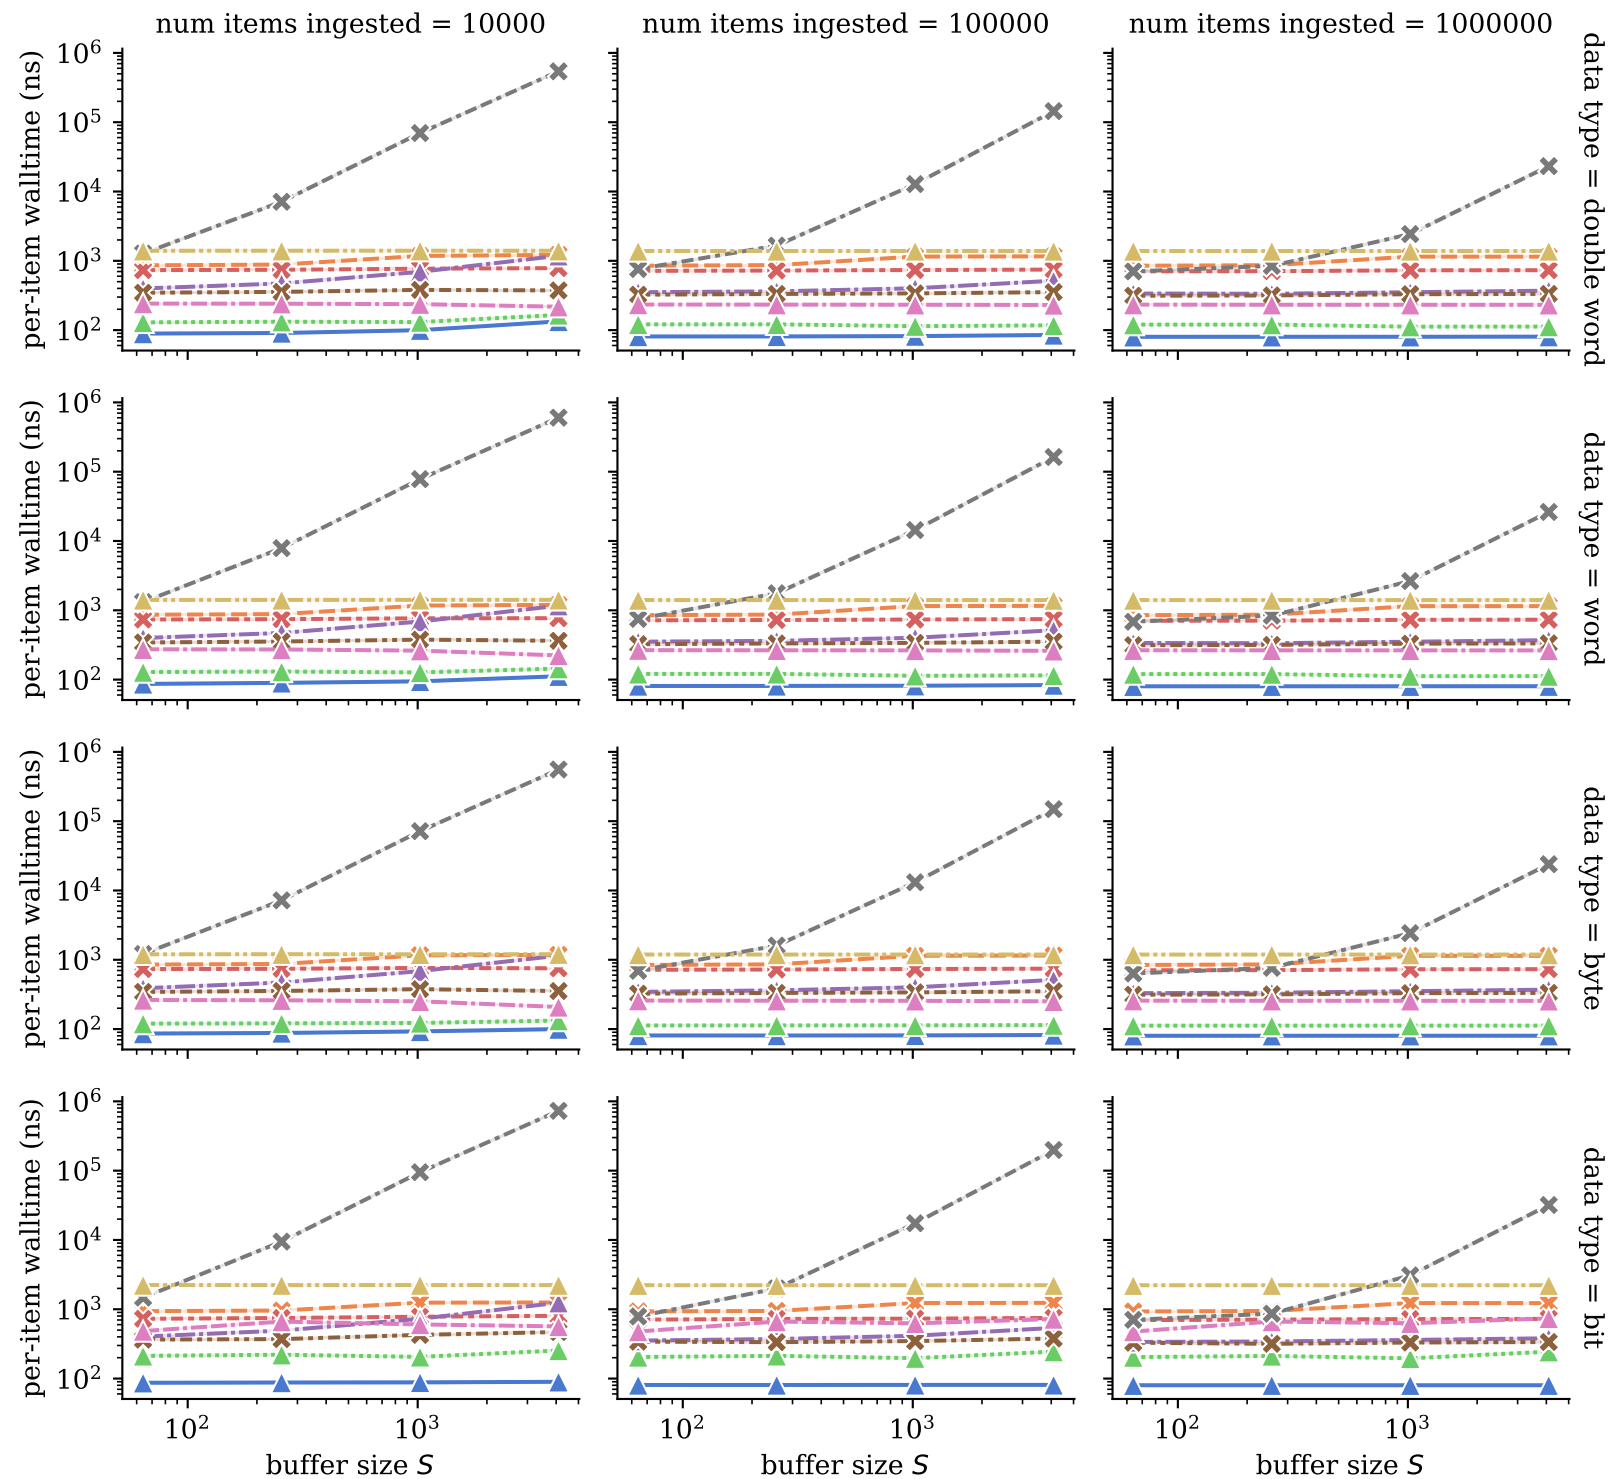 num items ingested = 10000
num items ingested = 100000
num items ingested = 1000000
per-item walltime (ns)
10⁶
10⁵
10⁴
10³
10²
data type = double word
per-item walltime (ns)
10⁶
10⁵
10⁴
10³
10²
data type = word
per-item walltime (ns)
10⁶
10⁵
10⁴
10³
10²
data type = byte
per-item walltime (ns)
10⁶
10⁵
10⁴
10³
10²
data type = bit
10² 10³
10² 10³
10² 10³
buffer size S
buffer size S
buffer size S